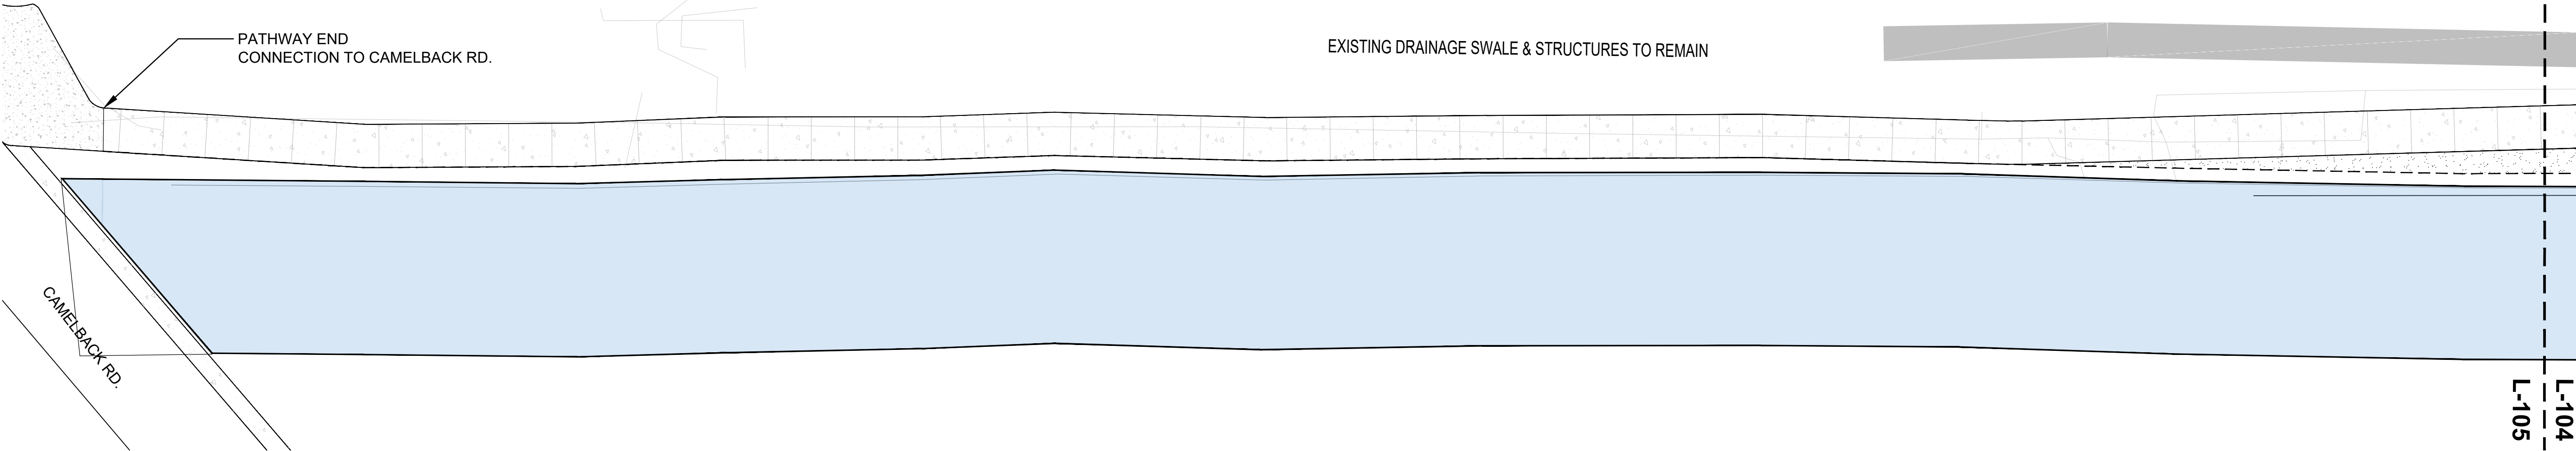 PATHWAY END
CONNECTION TO CAMELBACK RD.
EXISTING DRAINAGE SWALE & STRUCTURES TO REMAIN
CAMELBACK RD.
L-105
L-104